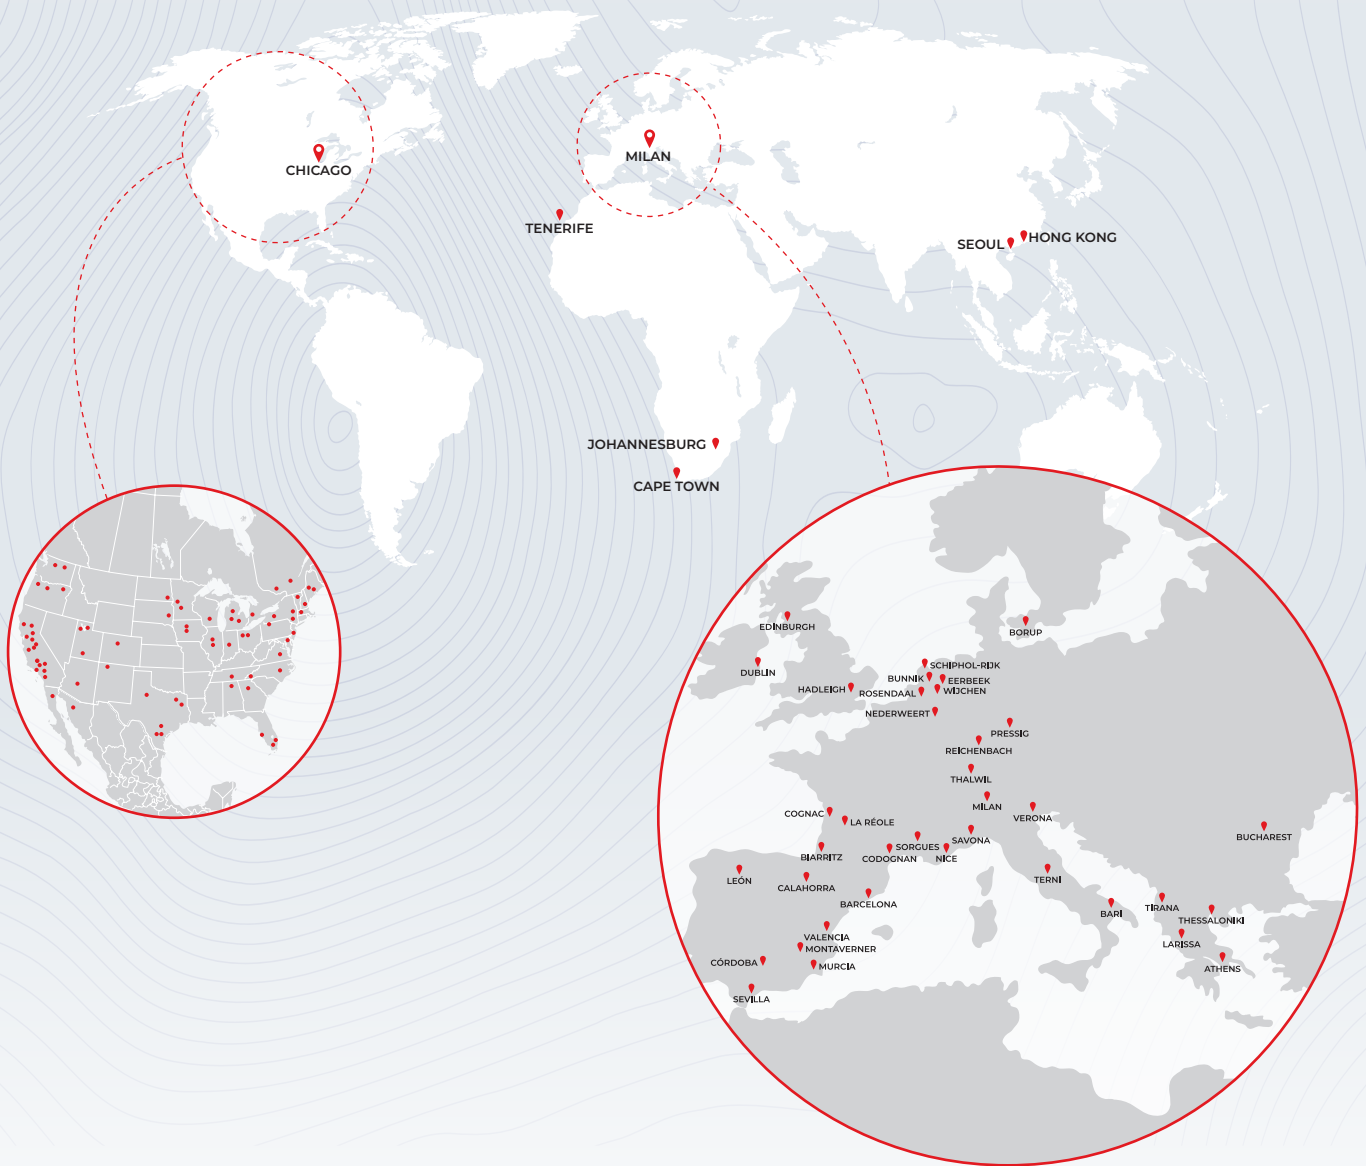 CHICAGO
MILAN
TENERIFE
SEOUL
HONG KONG
JOHANNESBURG
CAPE TOWN
EDINBURGH
BORUP
DUBLIN
SCHIPHOL-RIJK
BUNNIK
EERBEEK
HADLEIGH
ROSENDAAL
WIJCHEN
NEDERWEERT
PRESSIG
REICHENBACH
THALWIL
MILAN
VERONA
COGNAC
LA RÉOLE
BUCHAREST
SAVONA
SORGUES
BIARRITZ
CODOGNAN
NICE
LEÓN
CALAHORRA
TERNI
BARCELONA
BARI
TIRANA
THESSALONIKI
VALENCIA
LARISSA
MONTAVERNER
CÓRDOBA
MURCIA
ATHENS
SEVILLA